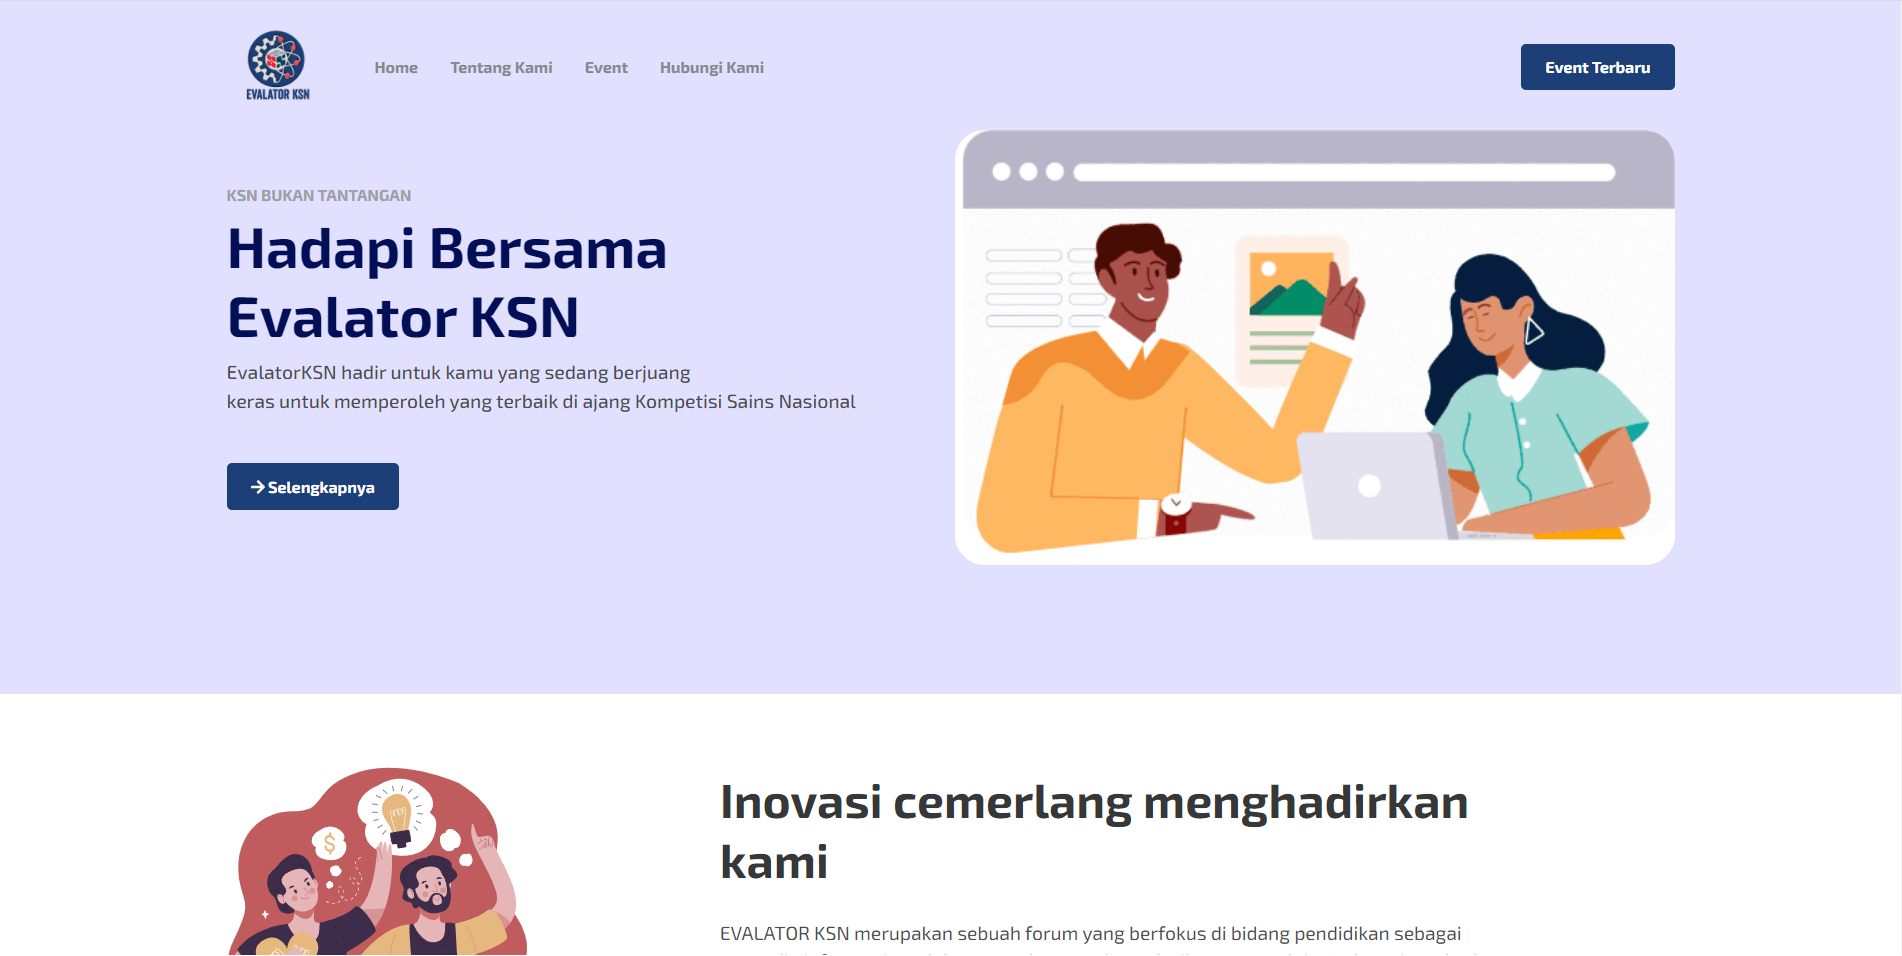 EVALATOR KSN
Home
Tentang Kami
Event
Hubungi Kami
Event Terbaru
KSN BUKAN TANTANGAN
Hadapi Bersama
Evalator KSN
EvalatorKSN hadir untuk kamu yang sedang berjuang
keras untuk memperoleh yang terbaik di ajang Kompetisi Sains Nasional
Selengkapnya
$
Inovasi cemerlang menghadirkan
kami
EVALATOR KSN merupakan sebuah forum yang berfokus di bidang pendidikan sebagai